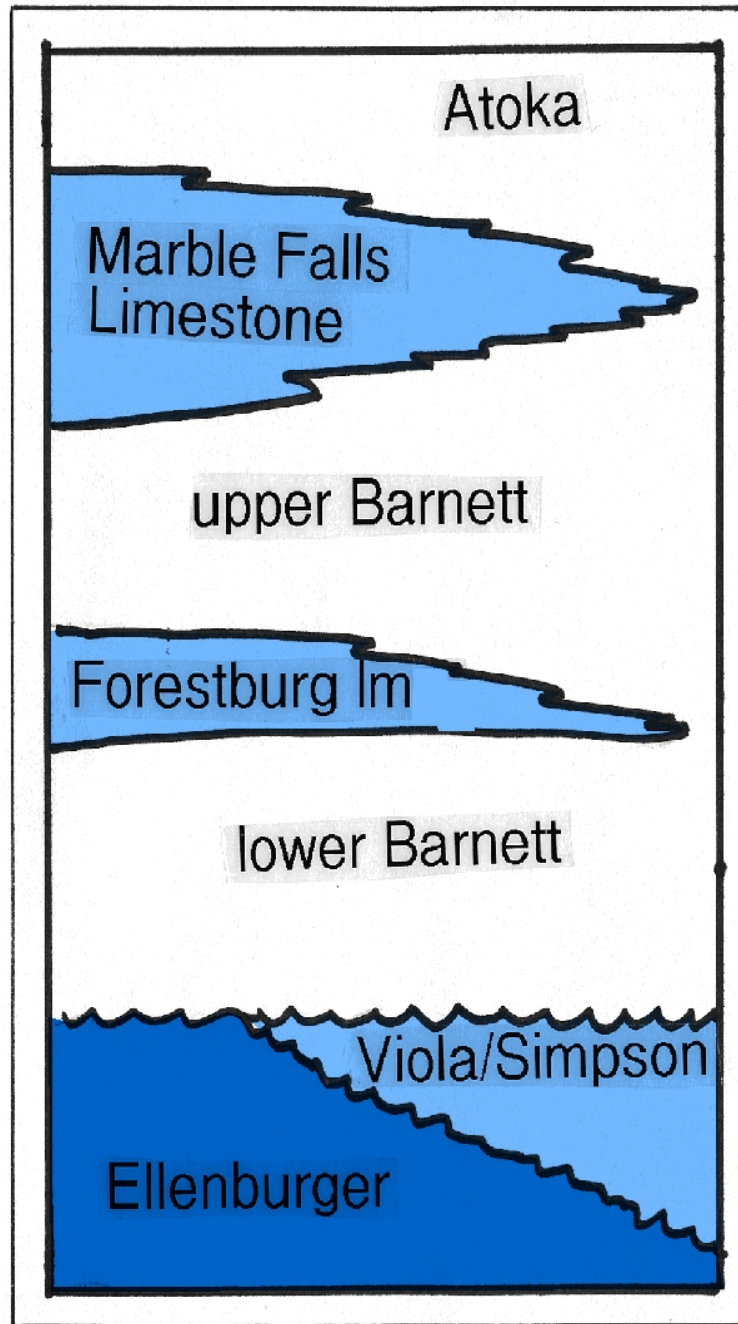 Atoka
Marble Falls
Limestone
upper Barnett
Forestburg lm
lower Barnett
Viola/Simpson
Ellenburger